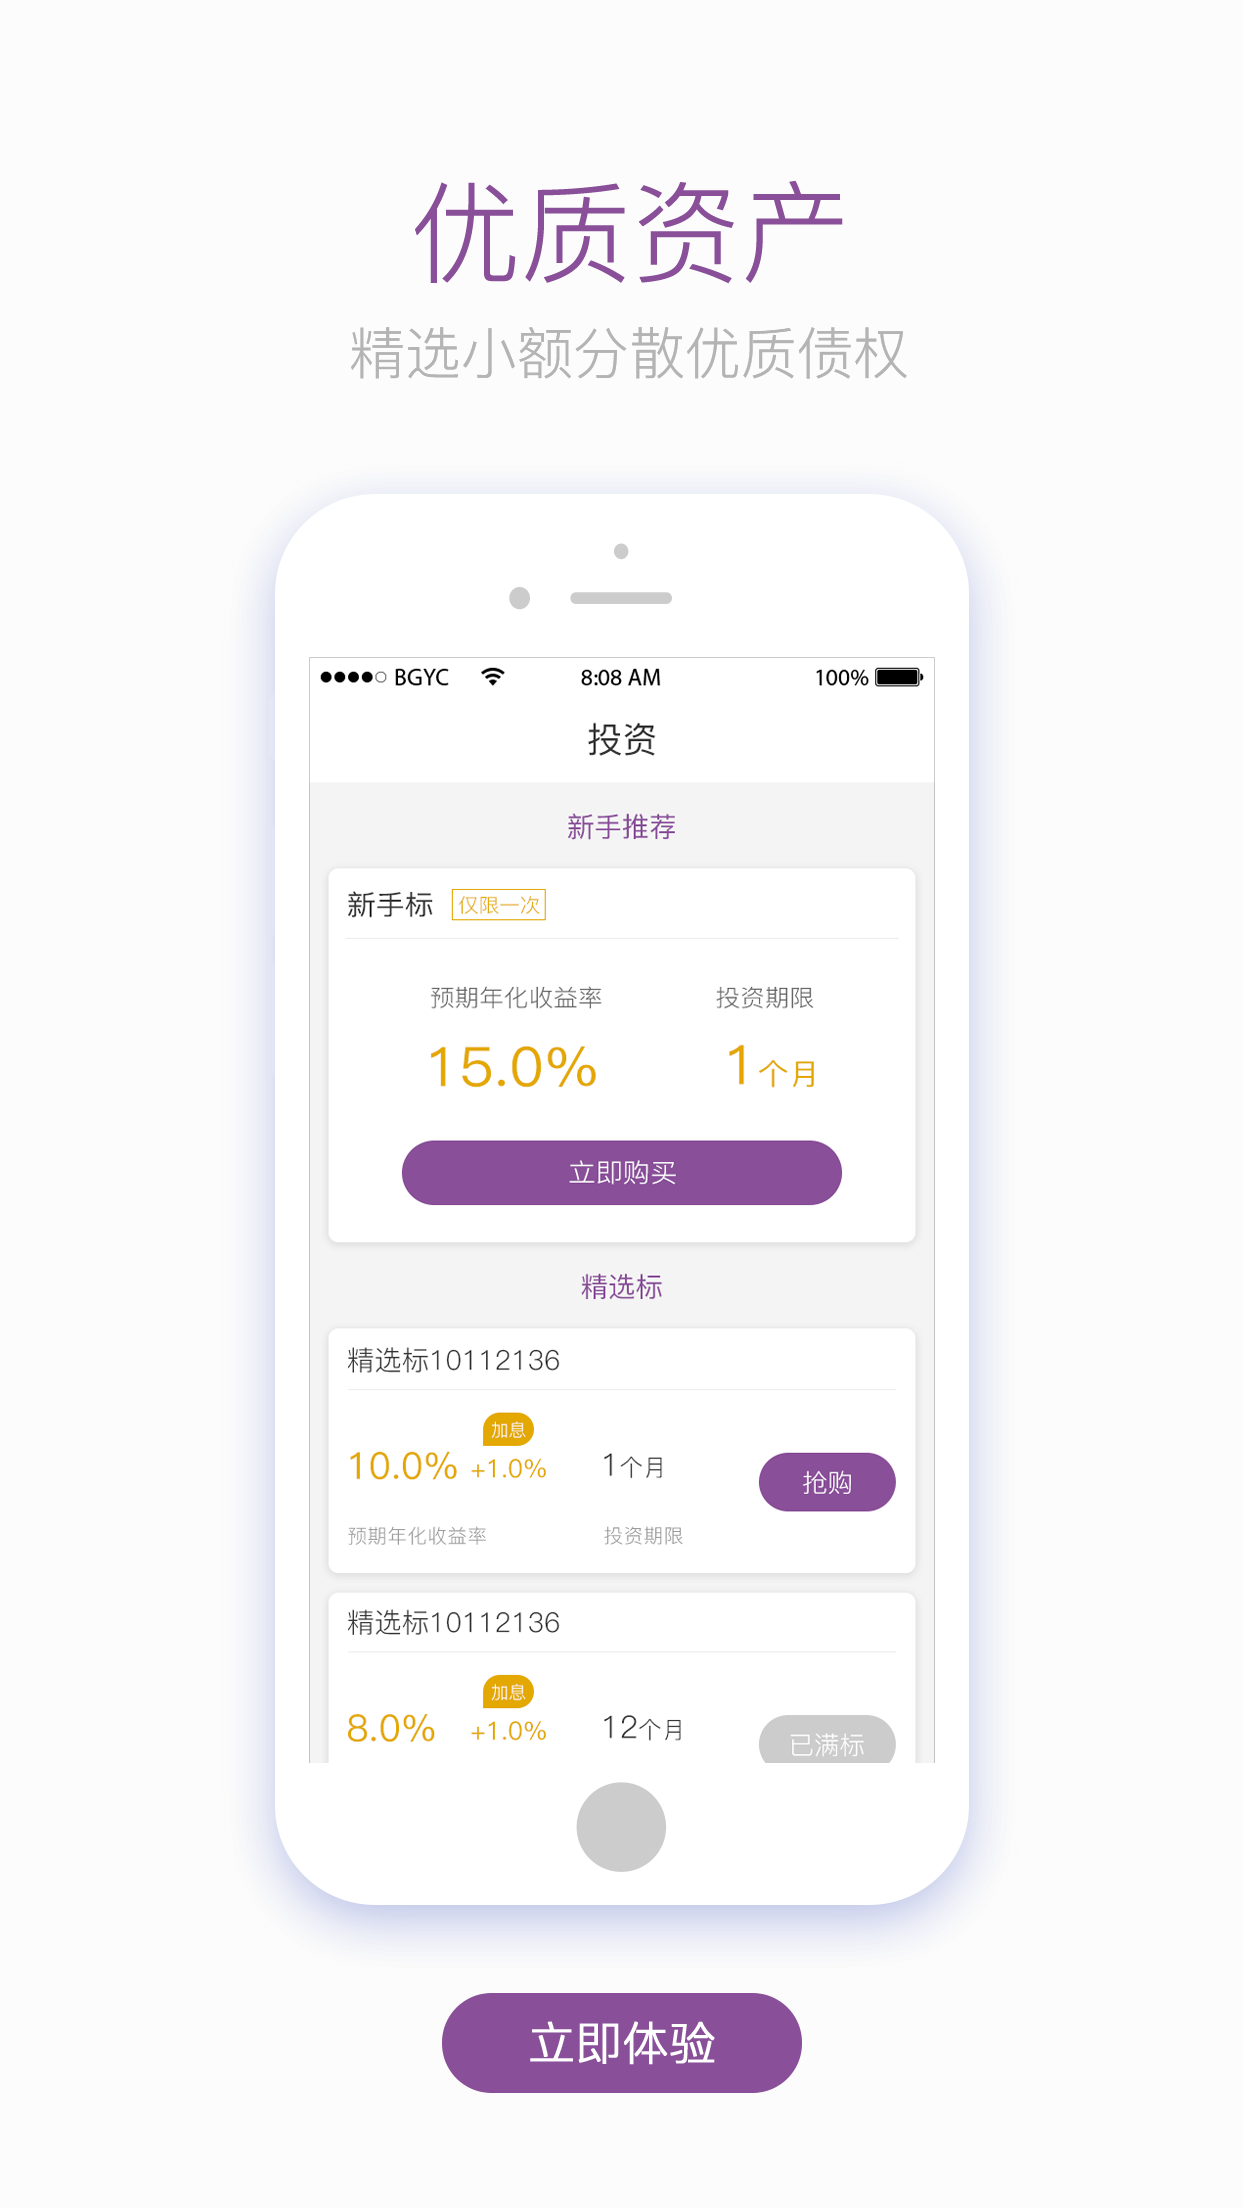 优质资产
精选小额分散优质债权
BGYC 8:08 AM 100%
投资
新手推荐
新手标 仅限一次
预期年化收益率 投资期限
15.0% 1个月
立即购买
精选标
精选标10112136
加息
10.0% +1.0% 1个月 抢购
预期年化收益率 投资期限
精选标10112136
加息
8.0% +1.0% 12个月 已满标
立即体验